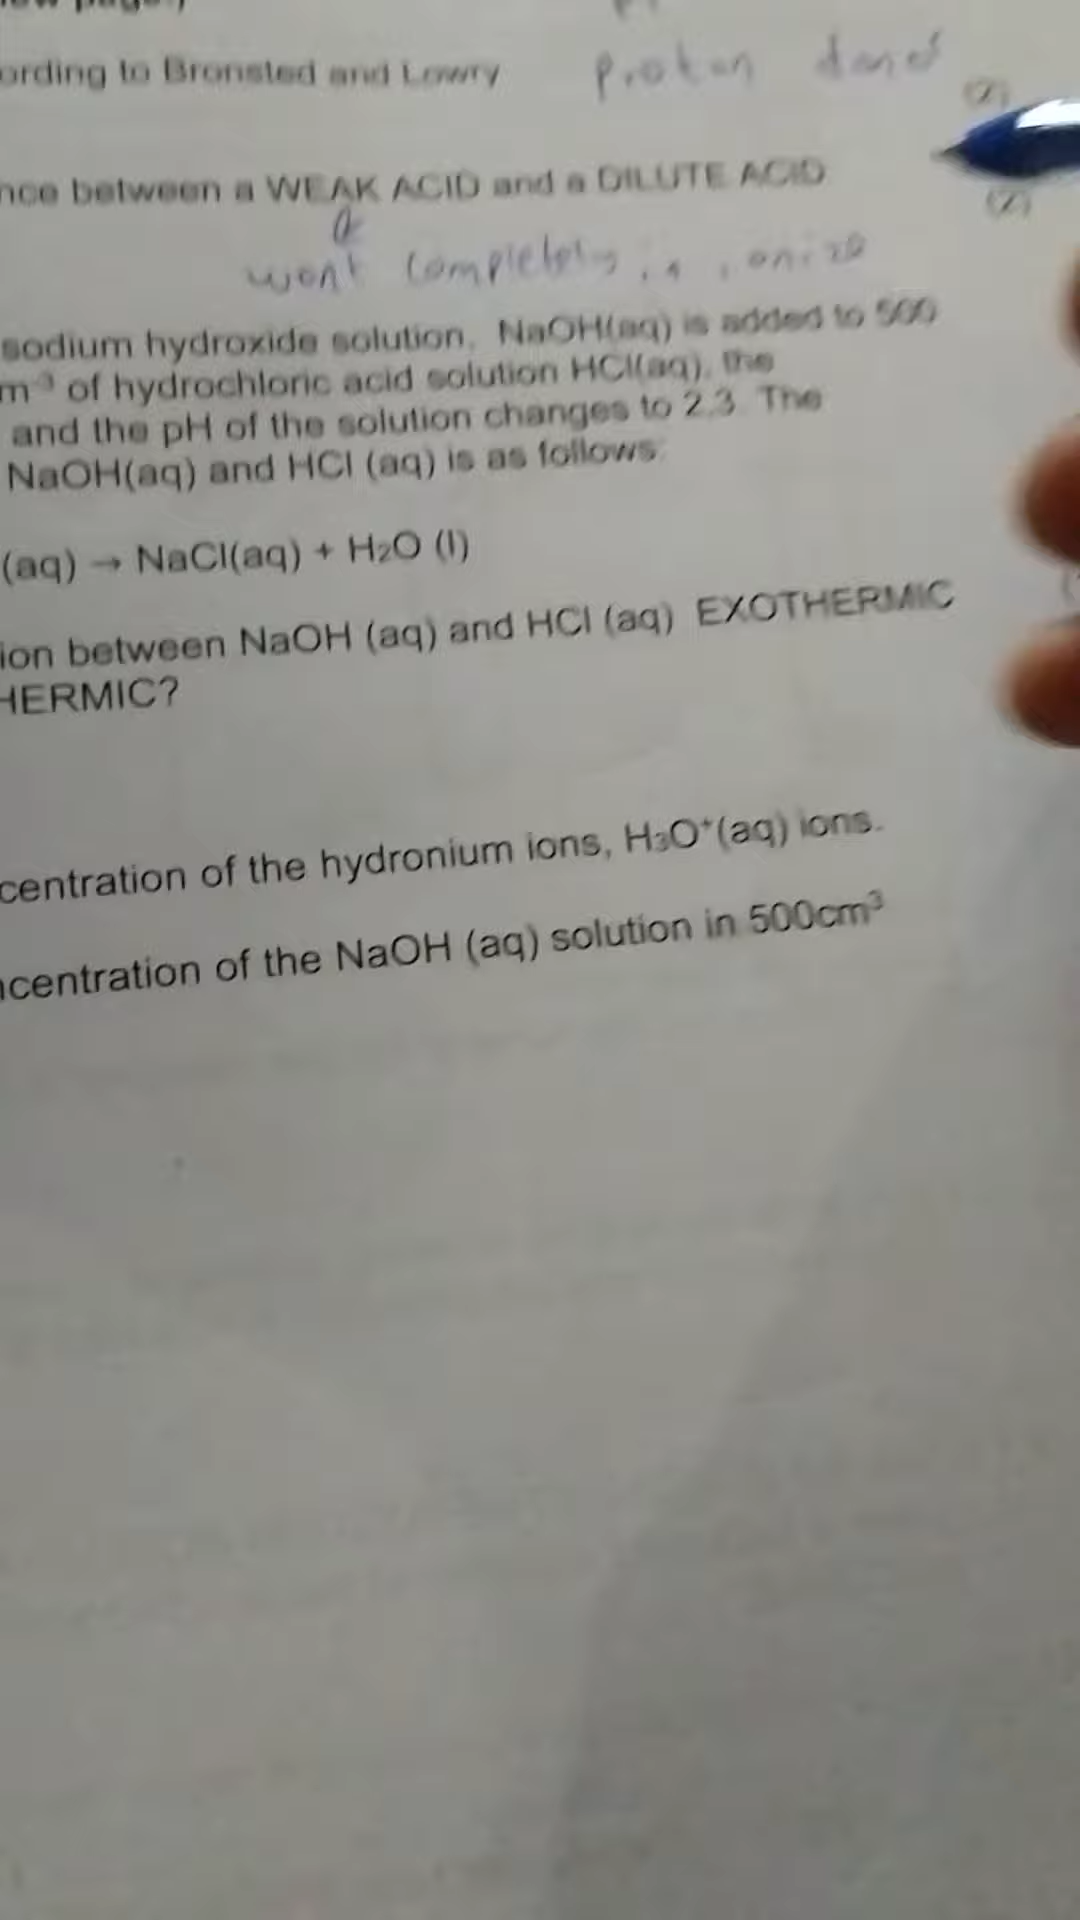 ording to Bronsted and Lowry proton donor
(2)
nce between a WEAK ACID and a DILUTE ACID
(2)
wont completely ionize
sodium hydroxide solution, NaOH(aq) is added to 500
m⁻³ of hydrochloric acid solution HCl(aq), the
and the pH of the solution changes to 2.3. The
NaOH(aq) and HCl (aq) is as follows:
(aq) → NaCl(aq) + H₂O (l)
ion between NaOH (aq) and HCl (aq) EXOTHERMIC
HERMIC?
centration of the hydronium ions, H₃O⁺(aq) ions.
ncentration of the NaOH (aq) solution in 500cm³